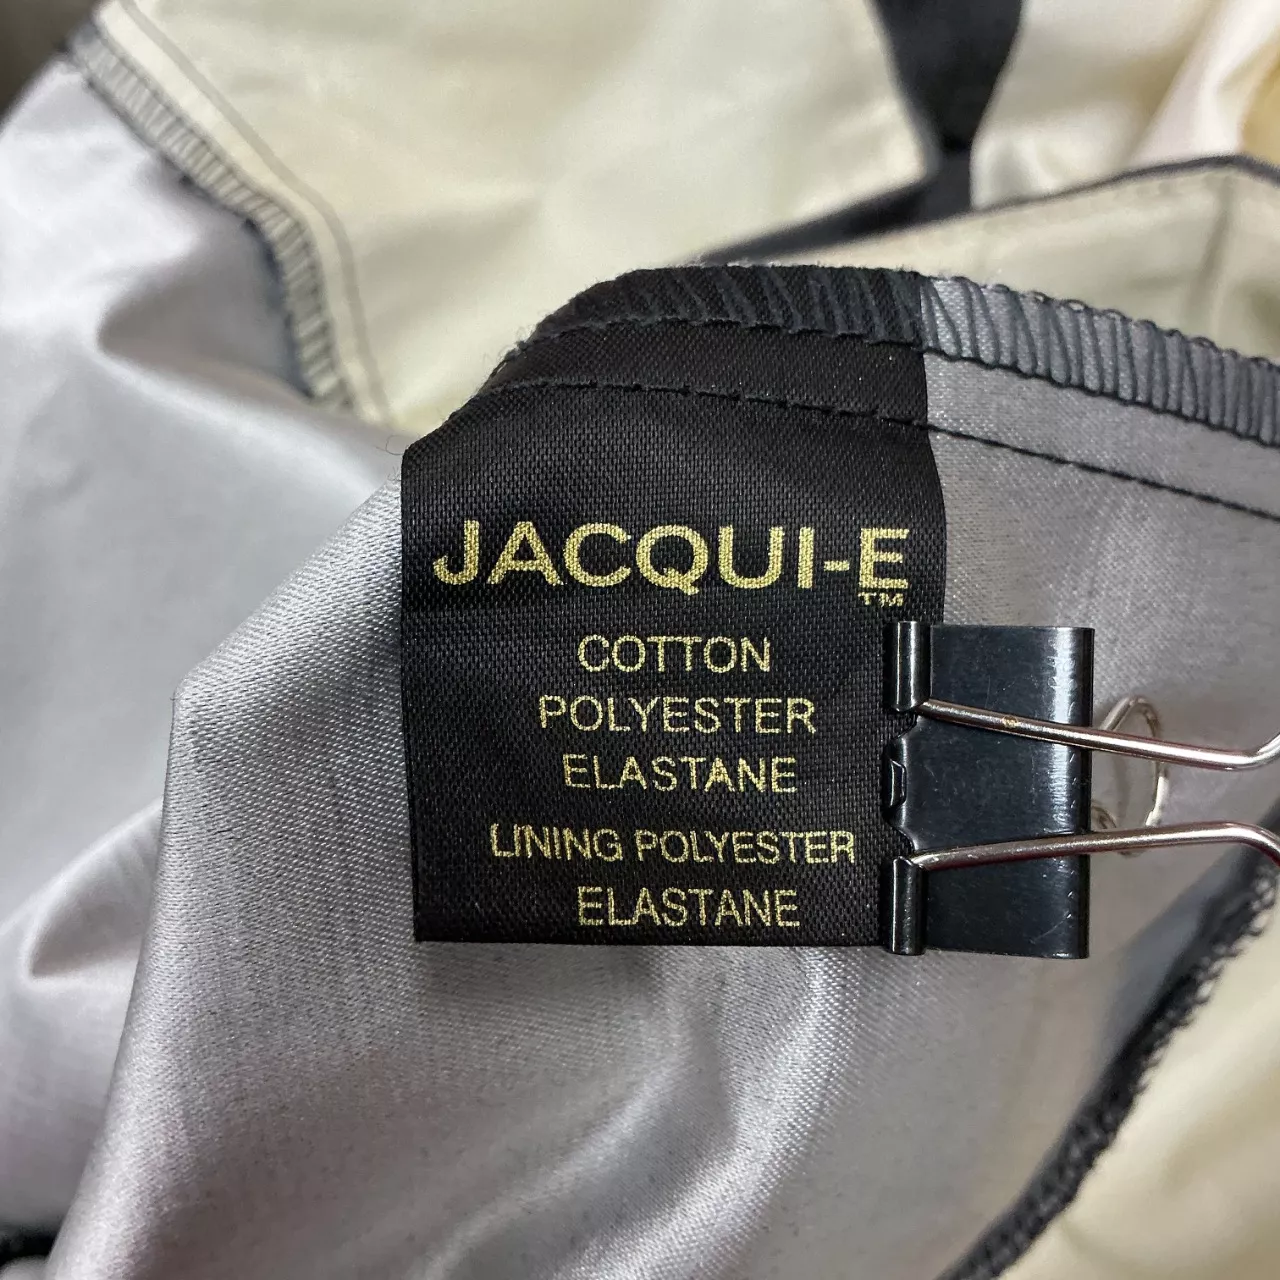 JACQUI-E
TM
COTTON
POLYESTER
ELASTANE
LINING POLYESTER
ELASTANE